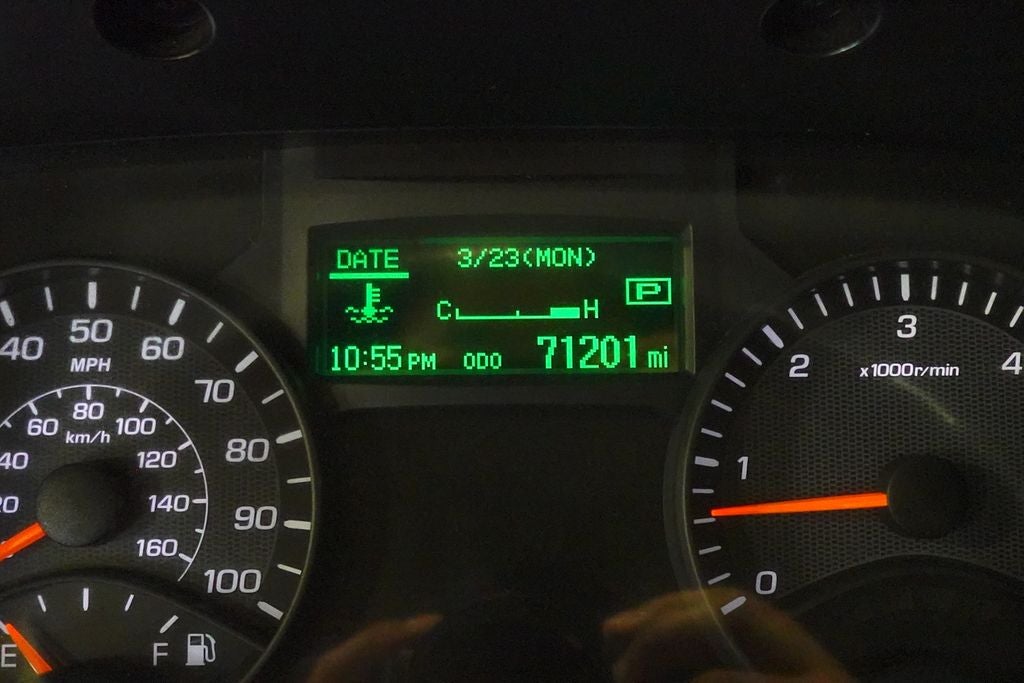 DATE 3/23(MON)
C H
P
10:55 PM ODO 71201 mi
40 50 60 70 80 90 100
MPH
20 40 60 80 100 120 140 160
km/h
E F
0 1 2 3 4
x1000r/min